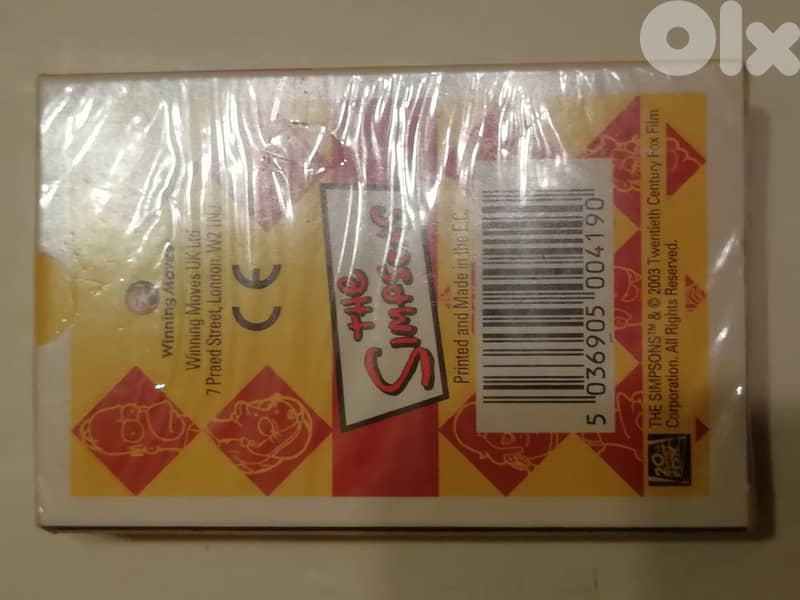 Olx
Winning Moves
Winning Moves UK Ltd
7 Praed Street, London, W2 1NJ
CE
THE
SIMPSONS
Printed and Made in the E.C.
5 036905 004190
20
FOX
THE SIMPSONS™ & © 2003 Twentieth Century Fox Film
Corporation. All Rights Reserved.